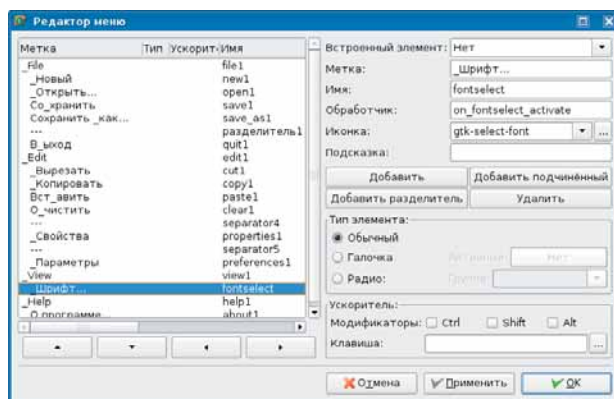 Редактор меню
Метка Тип Ускорит Имя
_File file1
_Новый new1
_Открыть... open1
Со_хранить save1
Сохранить _как... save_as1
--- разделитель1
В_ыход quit1
_Edit edit1
_Вырезать cut1
_Копировать copy1
Вст_авить paste1
О_чистить clear1
--- separator4
_Свойства properties1
--- separator5
_Параметры preferences1
_View view1
_Шрифт... fontselect
_Help help1
_О программе... about1
Встроенный элемент: Нет
Метка: _Шрифт...
Имя: fontselect
Обработчик: on_fontselect_activate
Иконка: gtk-select-font ...
Подсказка:
Добавить Добавить подчинённый
Добавить разделитель Удалить
Тип элемента:
Обычный
Галочка Нет
Радио: Группа:
Ускоритель:
Модификаторы: Ctrl Shift Alt
Клавиша: ...
Отмена Применить OK